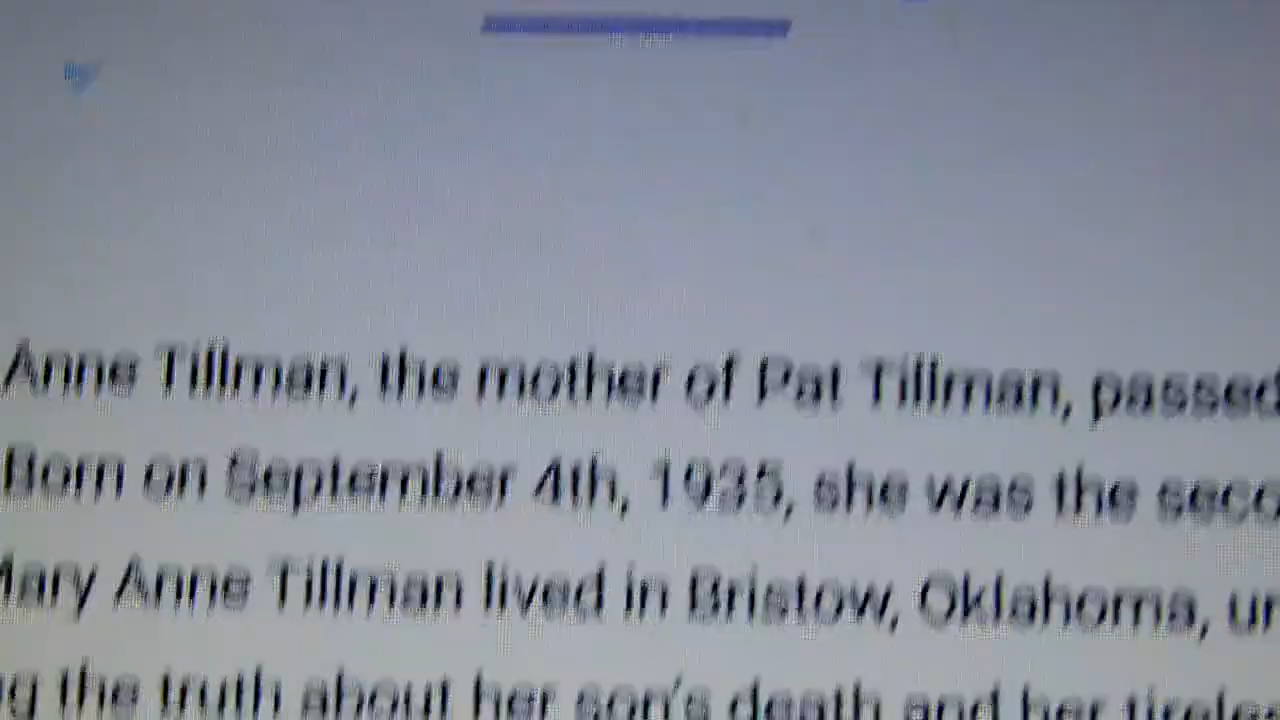 Anne Tillman, the mother of Pat Tillman, passed
Born on September 4th, 1935, she was the
Mary Anne Tillman lived in Bristow, Oklahoma,
the truth about her son's death and her